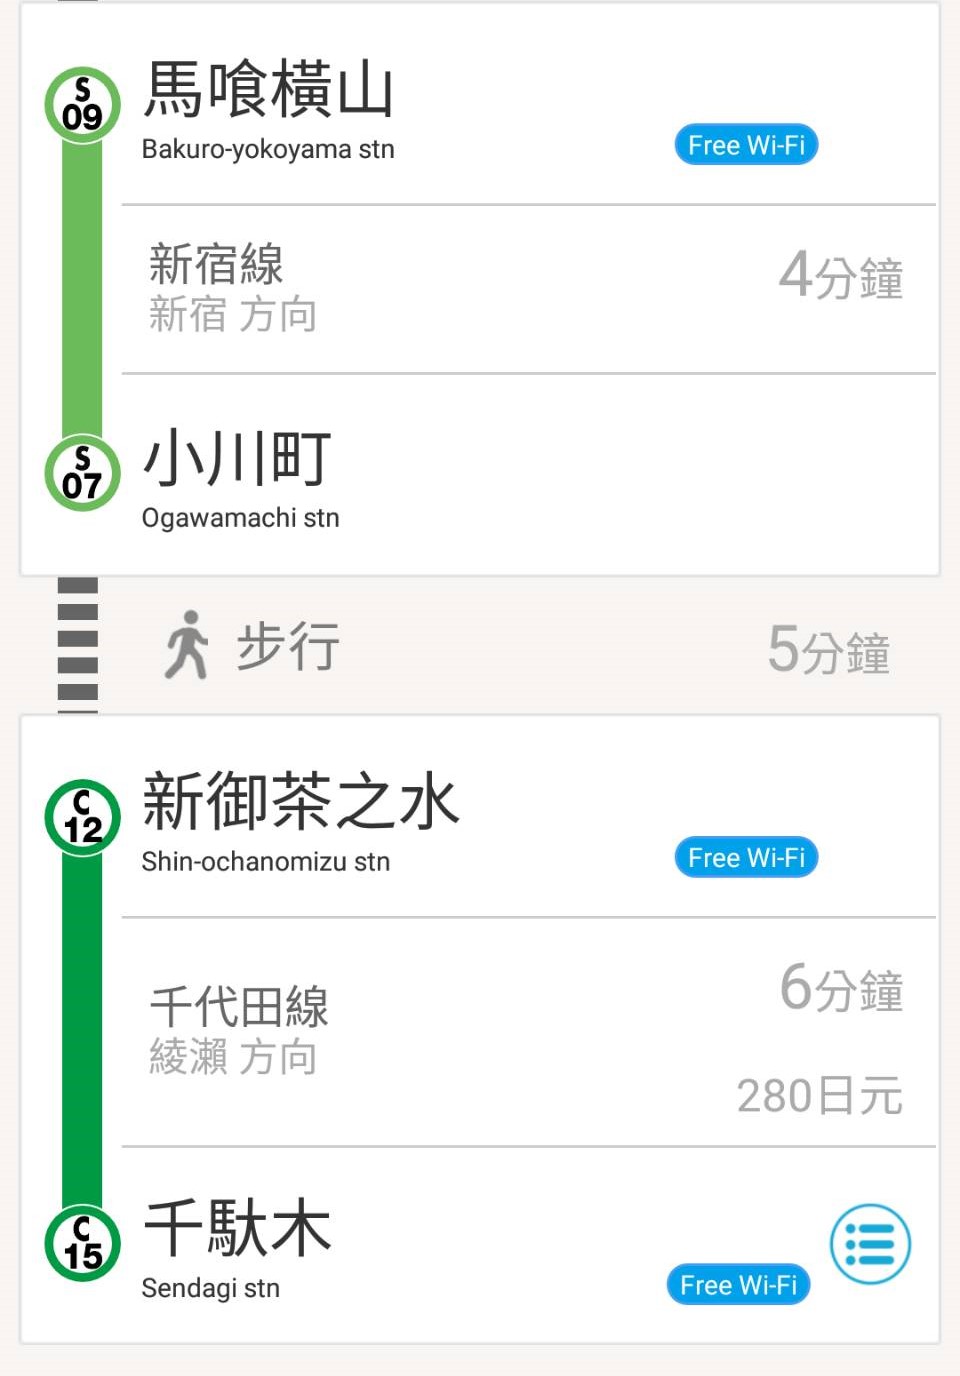 S
09
馬喰橫山
Bakuro-yokoyama stn
Free Wi-Fi
新宿線
新宿 方向
4分鐘
S
07
小川町
Ogawamachi stn
步行
5分鐘
C
12
新御茶之水
Shin-ochanomizu stn
Free Wi-Fi
千代田線
綾瀨 方向
6分鐘
280日元
C
15
千馱木
Sendagi stn
Free Wi-Fi